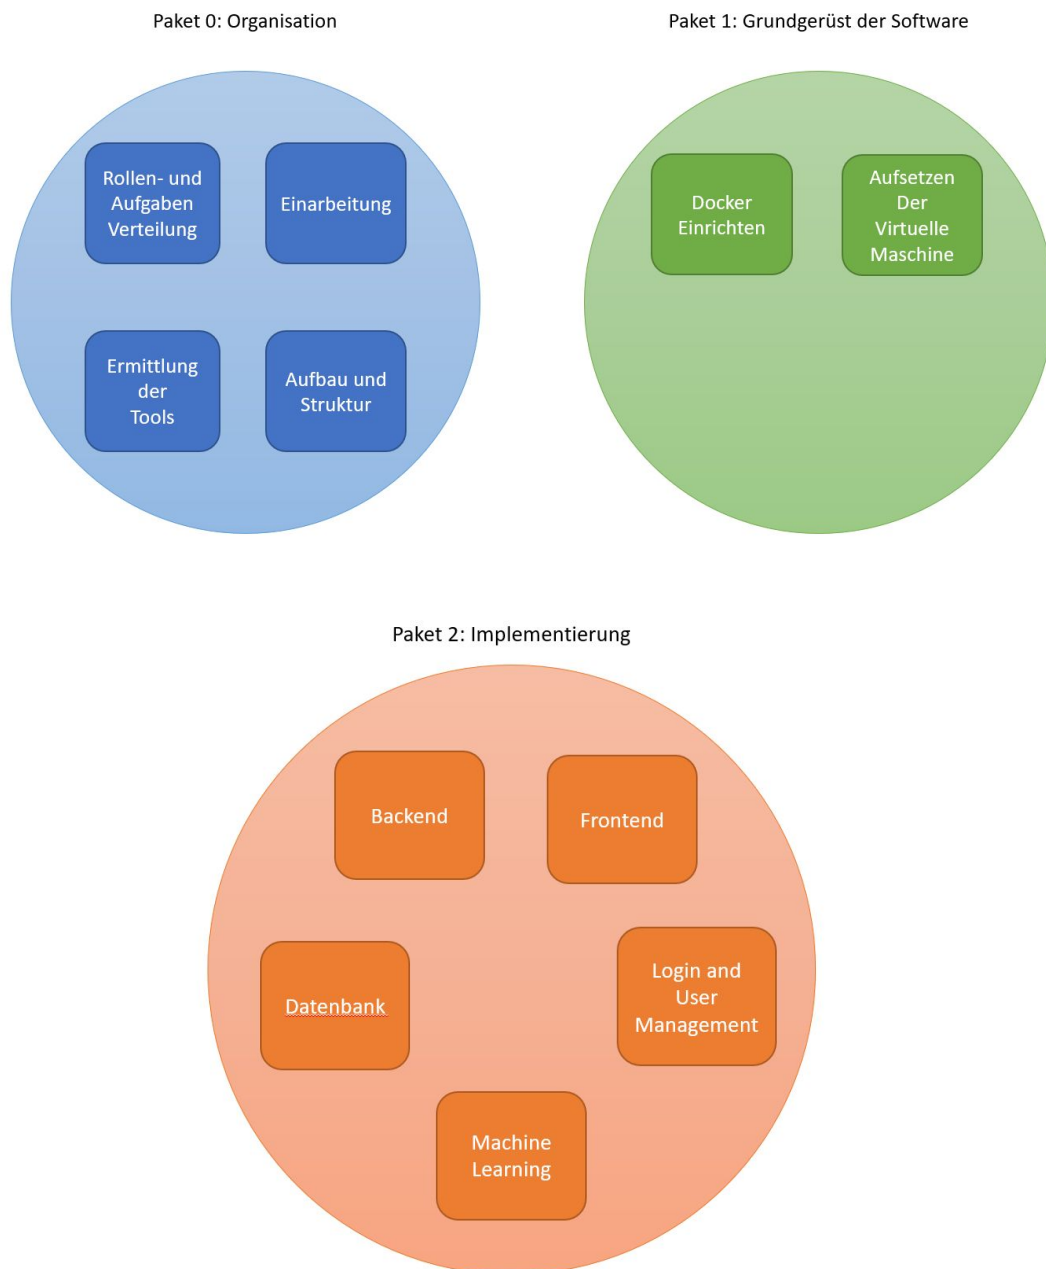 Paket 0: Organisation
Paket 1: Grundgerüst der Software
Rollen- und
Aufgaben
Verteilung
Einarbeitung
Ermittlung
der
Tools
Aufbau und
Struktur
Docker
Einrichten
Aufsetzen
Der
Virtuelle
Maschine
Paket 2: Implementierung
Backend
Frontend
Datenbank
Login and
User
Management
Machine
Learning